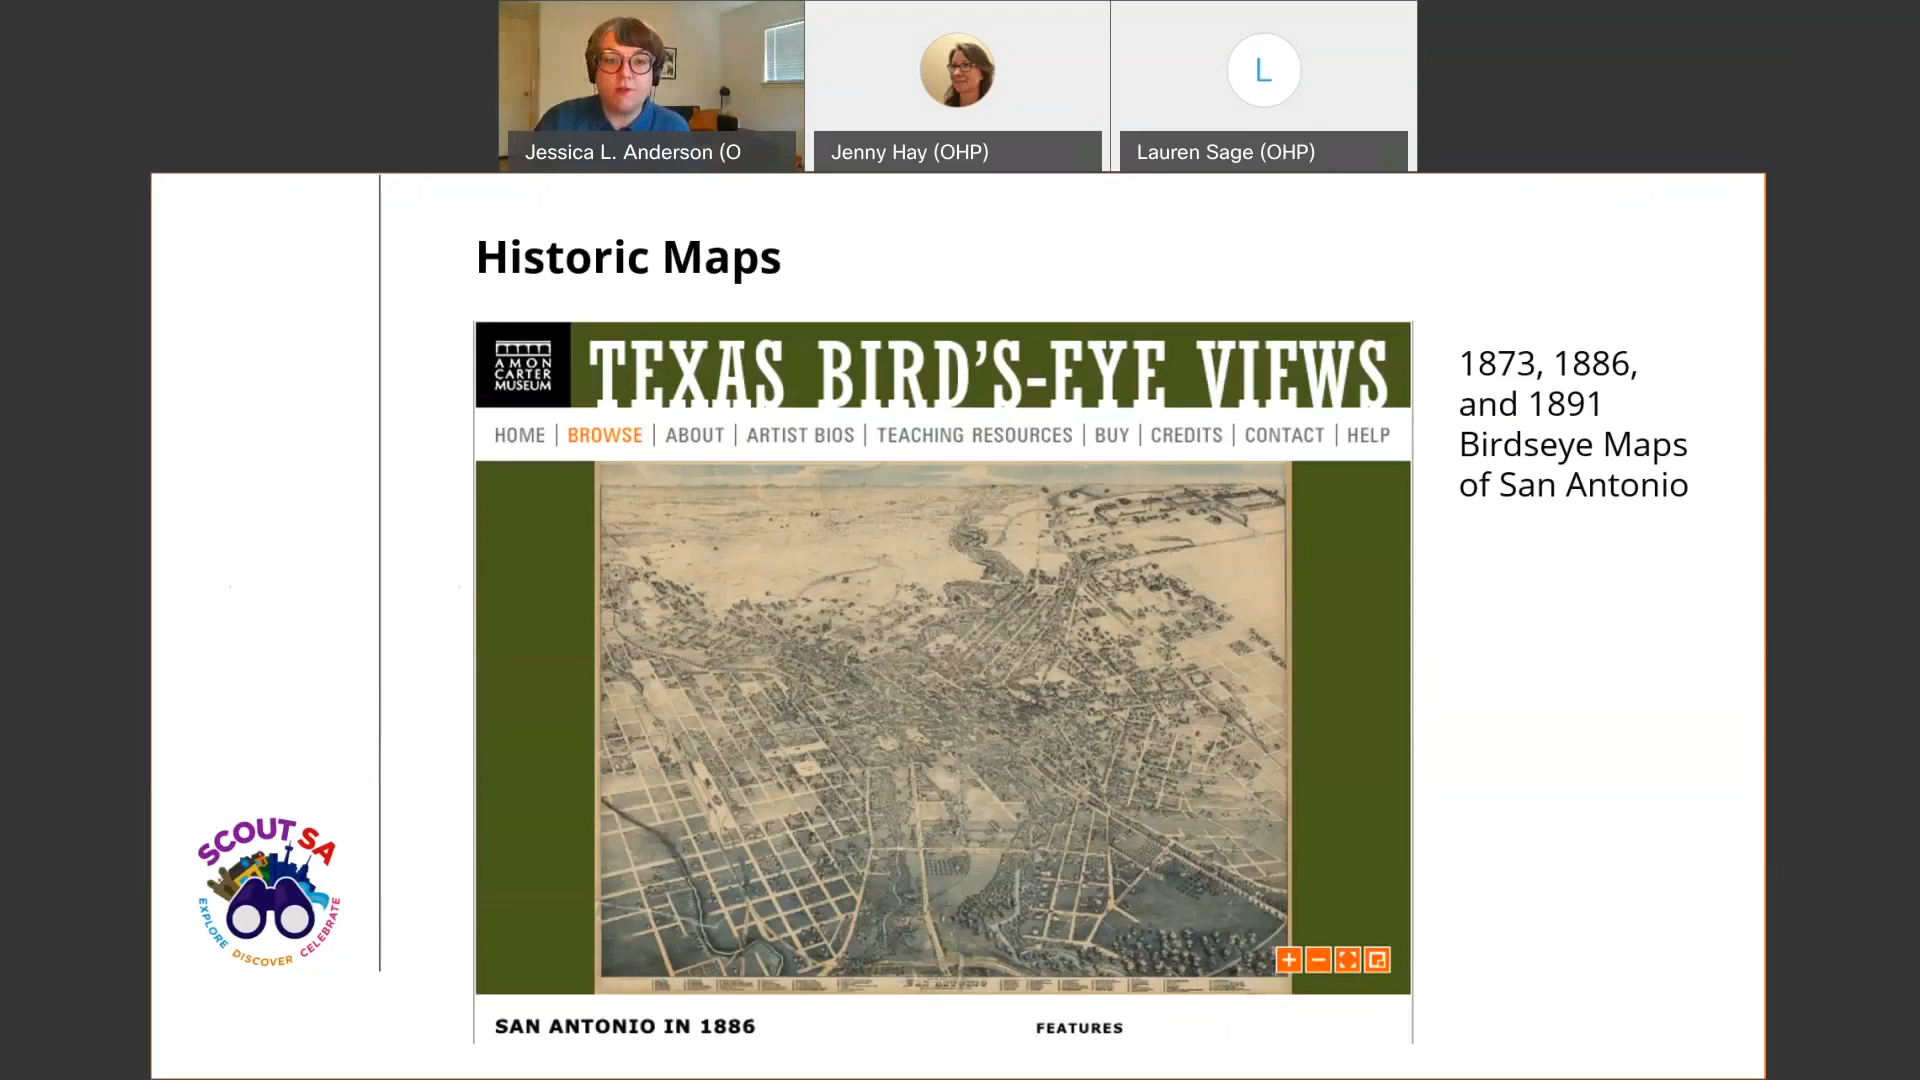 Jessica L. Anderson (O
Jenny Hay (OHP)
L
Lauren Sage (OHP)
Historic Maps
AMON
CARTER
MUSEUM
TEXAS BIRD'S-EYE VIEWS
HOME | BROWSE | ABOUT | ARTIST BIOS | TEACHING RESOURCES | BUY | CREDITS | CONTACT | HELP
SAN ANTONIO
SAN ANTONIO IN 1886
FEATURES
1873, 1886,
and 1891
Birdseye Maps
of San Antonio
SCOUT SA
EXPLORE DISCOVER CELEBRATE